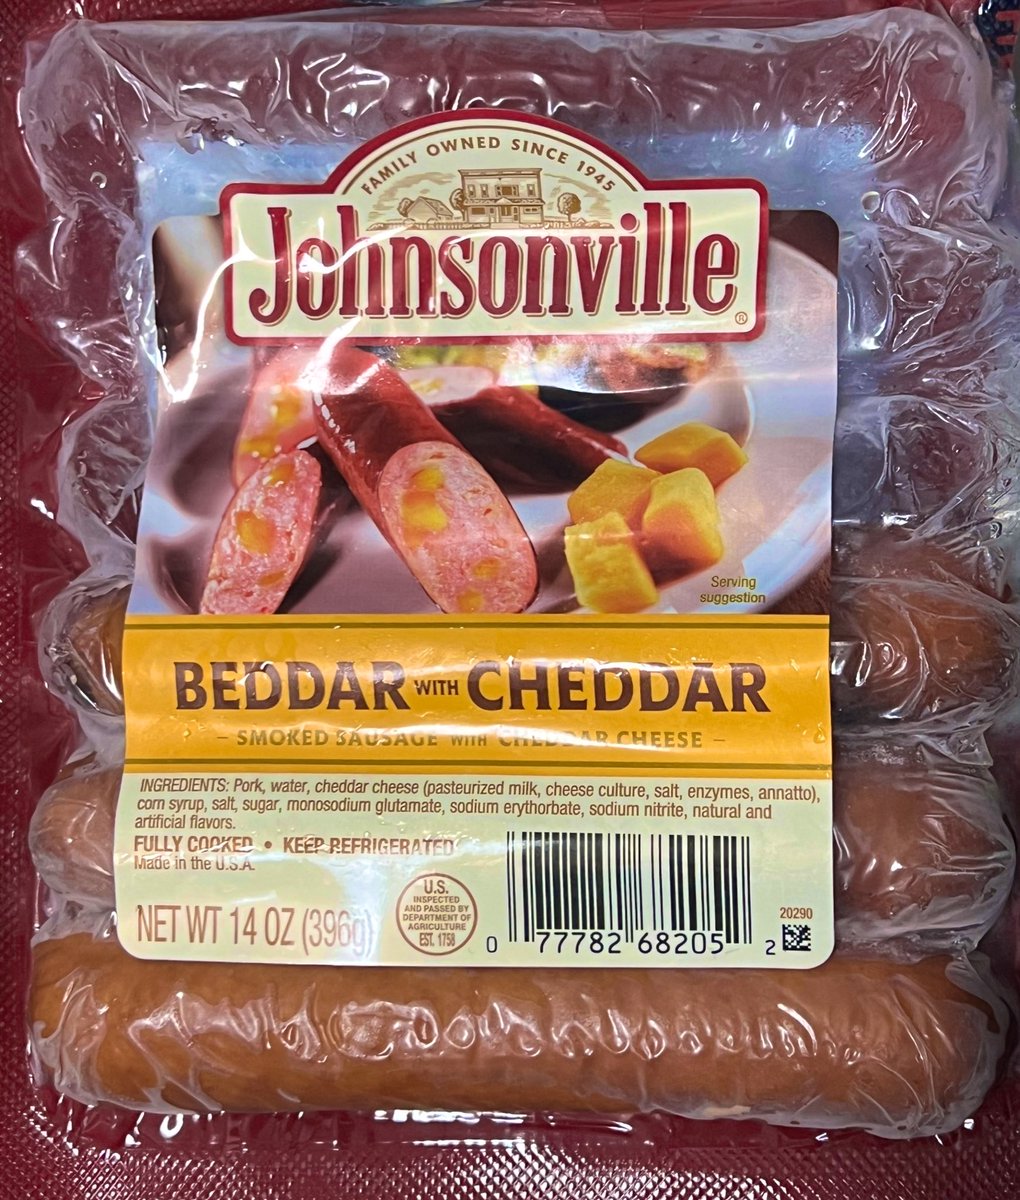 FAMILY OWNED SINCE 1945
Johnsonville®
Serving
suggestion
BEDDAR WITH CHEDDAR
- SMOKED SAUSAGE WITH CHEDDAR CHEESE -
INGREDIENTS: Pork, water, cheddar cheese (pasteurized milk, cheese culture, salt, enzymes, annatto),
corn syrup, salt, sugar, monosodium glutamate, sodium erythorbate, sodium nitrite, natural and
artificial flavors.
FULLY COOKED • KEEP REFRIGERATED
Made in the U.S.A.
NET WT 14 OZ (396g)
U.S.
INSPECTED
AND PASSED BY
DEPARTMENT OF
AGRICULTURE
EST. 1758
0 77782 68205 2
20290